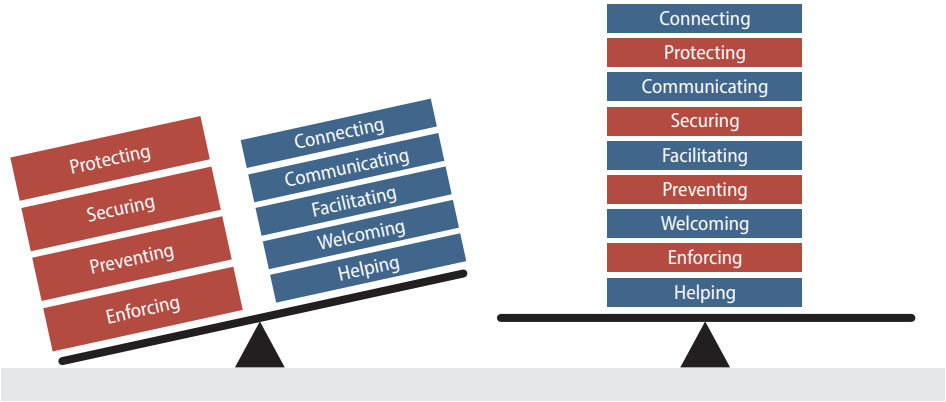 Protecting
Securing
Preventing
Enforcing
Connecting
Communicating
Facilitating
Welcoming
Helping
Connecting
Protecting
Communicating
Securing
Facilitating
Preventing
Welcoming
Enforcing
Helping